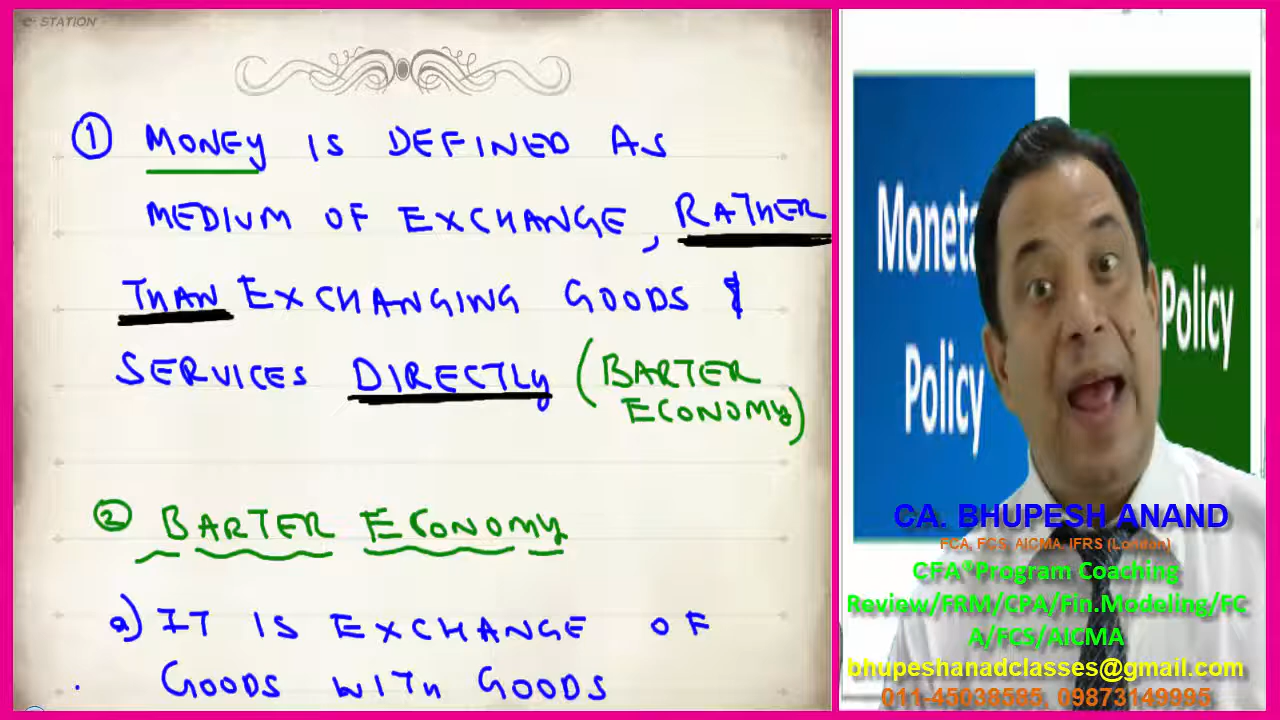 e- STATION
① MONEY IS DEFINED AS
MEDIUM OF EXCHANGE, RATHER
THAN EXCHANGING GOODS &
SERVICES DIRECTLY (BARTER
ECONOMY)
② BARTER ECONOMY
a) IT IS EXCHANGE OF
GOODS WITH GOODS
Moneta
Policy
Policy
CA. BHUPESH ANAND
FCA, FCS, AICMA, IFRS (London)
CFA®Program Coaching
Review/FRM/CPA/Fin.Modeling/FC
A/FCS/AICMA
bhupeshanadclasses@gmail.com
011-45038595, 09873149995